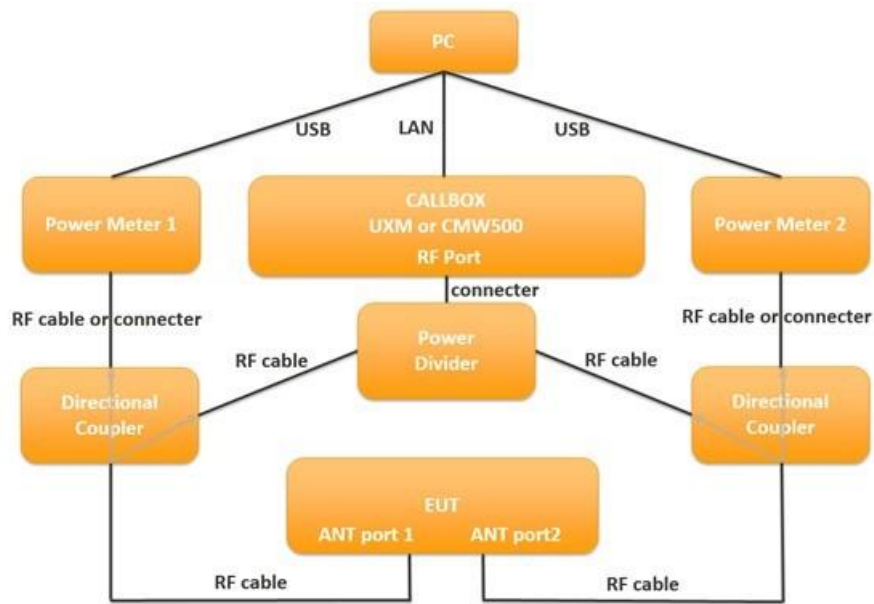 PC
USB
LAN
USB
Power Meter 1
CALLBOX
UXM or CMW500
RF Port
Power Meter 2
connecter
RF cable or connecter
RF cable or connecter
Power
Divider
RF cable
RF cable
Directional
Coupler
Directional
Coupler
EUT
ANT port 1
ANT port2
RF cable
RF cable